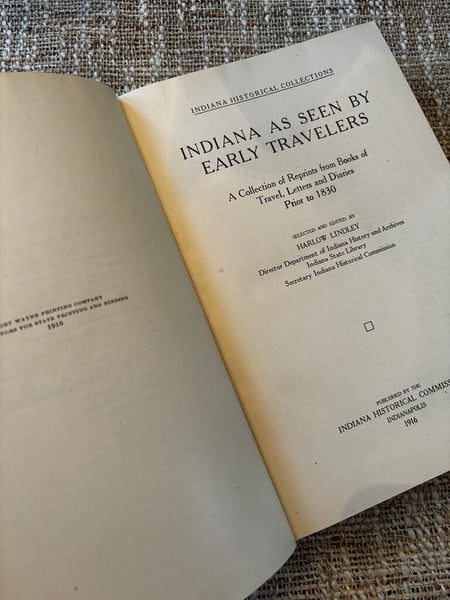 ORT WAYNE PRINTING COMPANY
CTORS FOR STATE PRINTING AND BINDING
1916
INDIANA HISTORICAL COLLECTIONS
INDIANA AS SEEN BY
EARLY TRAVELERS
A Collection of Reprints from Books of
Travel, Letters and Diaries
Prior to 1830
SELECTED AND EDITED BY
HARLOW LINDLEY
Director Department of Indiana History and Archives
Indiana State Library
Secretary Indiana Historical Commission
PUBLISHED BY THE
INDIANA HISTORICAL COMMISS
INDIANAPOLIS
1916